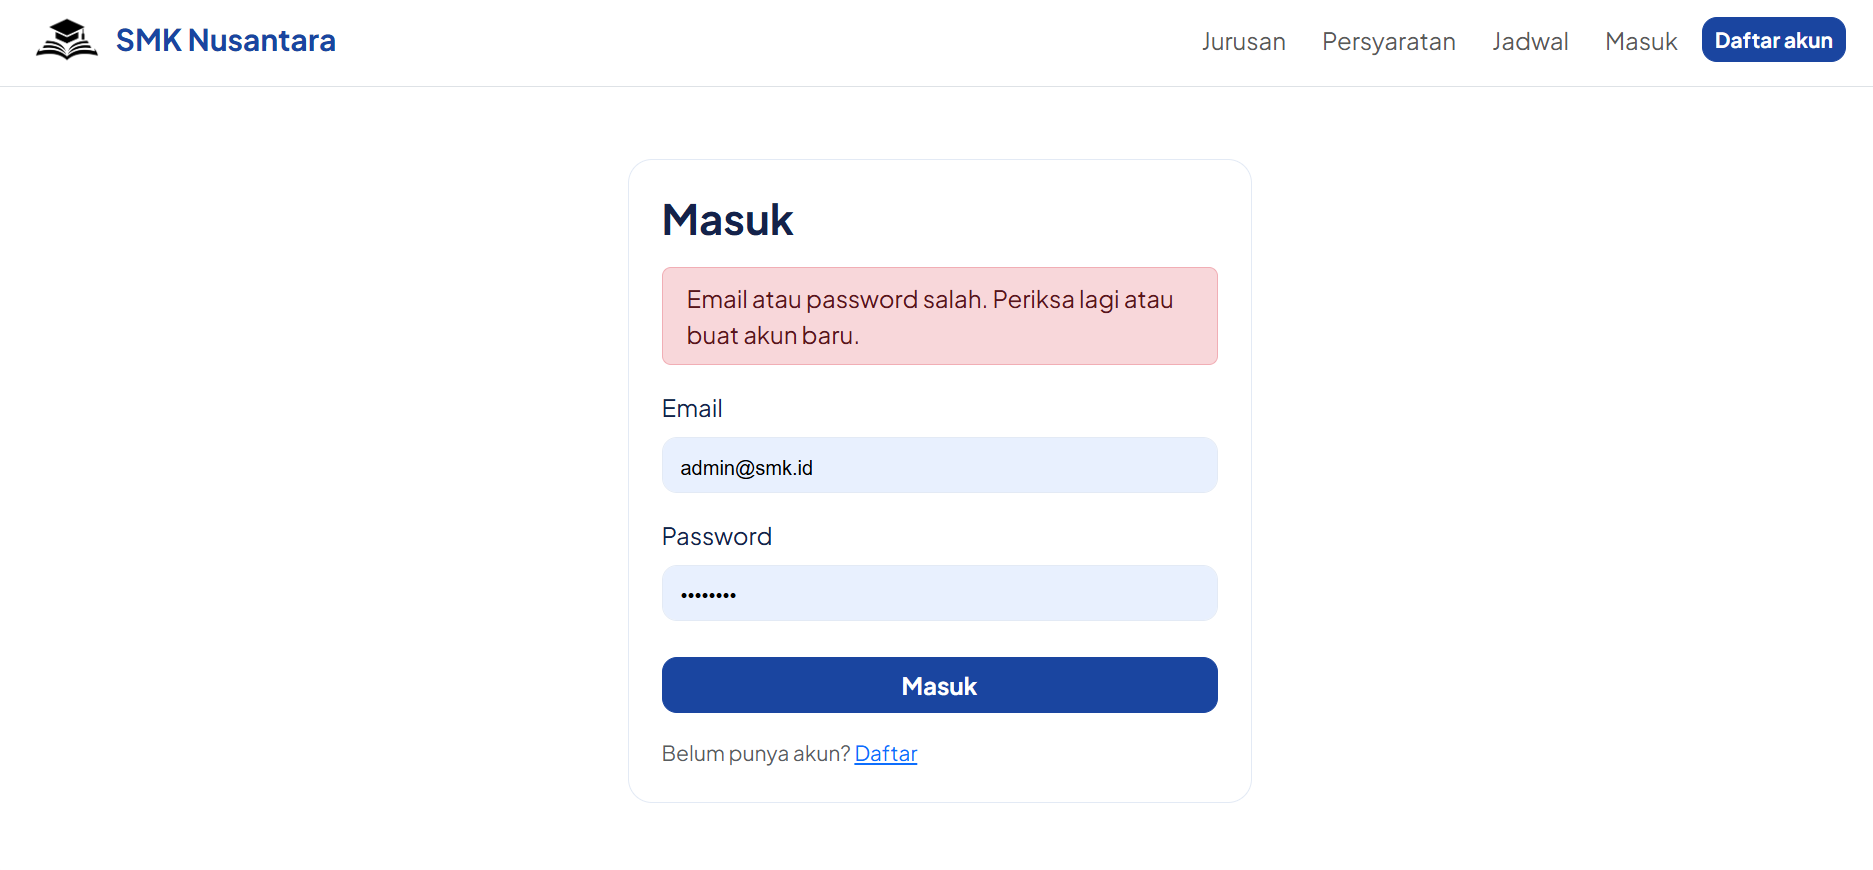 SMK Nusantara
Jurusan
Persyaratan
Jadwal
Masuk
Daftar akun
Masuk
Email atau password salah. Periksa lagi atau
buat akun baru.
Email
admin@smk.id
Password
••••••••
Masuk
Belum punya akun? Daftar